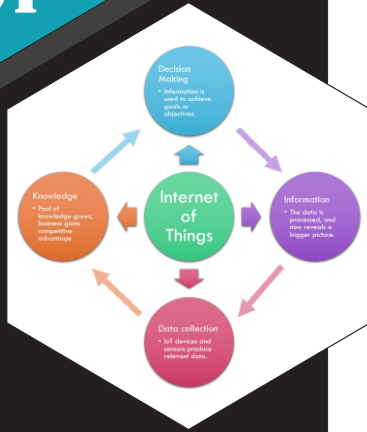 Decision
Making
• Information is
used to achieve
goals or
objectives.
Knowledge
• Pool of
knowledge grows,
business gains
competitive
advantage
Internet
of
Things
Information
• The data is
processed, and
now reveals a
bigger picture.
Data collection
• IoT devices and
sensors produce
relevant data.